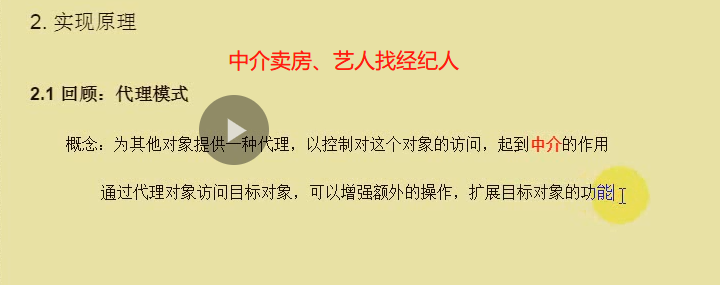 2. 实现原理
中介卖房、艺人找经纪人
2.1 回顾：代理模式
概念：为其他对象提供一种代理，以控制对这个对象的访问，起到中介的作用
通过代理对象访问目标对象，可以增强额外的操作，扩展目标对象的功能